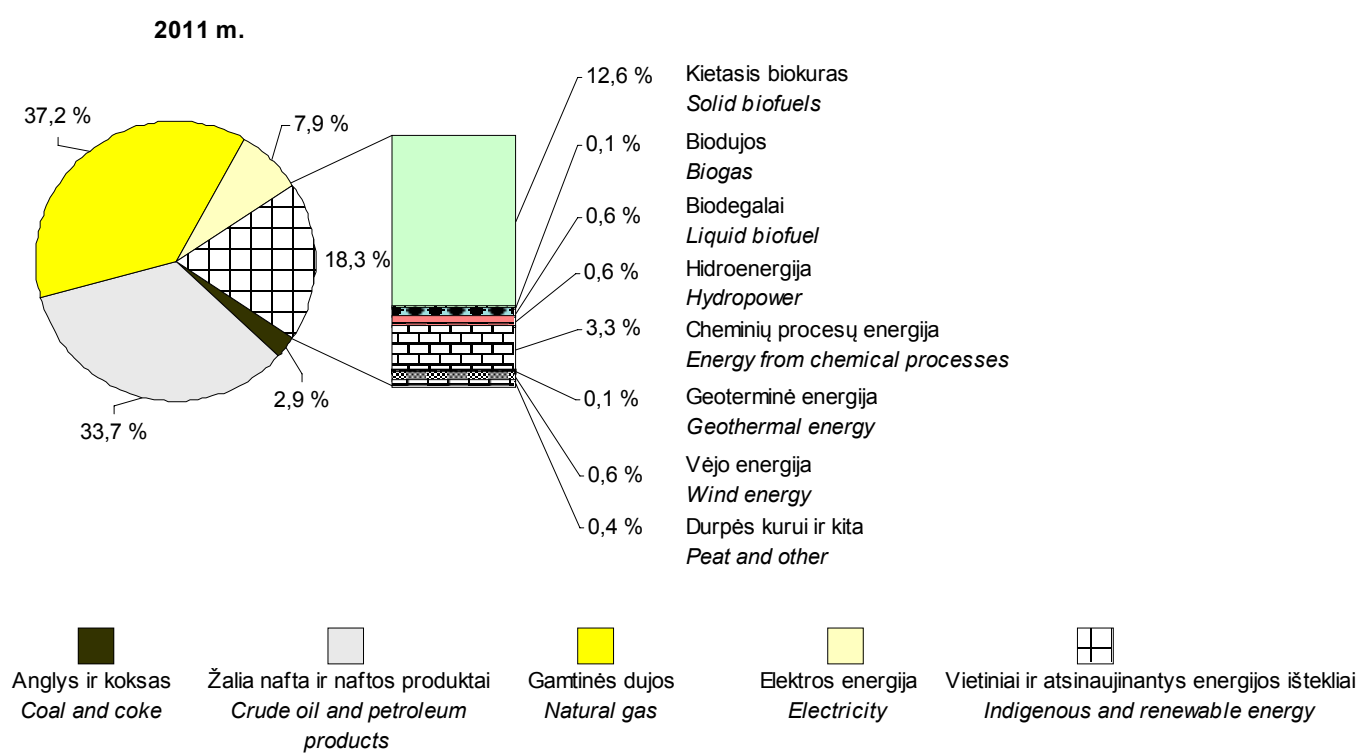 2011 m.
37,2 %
7,9 %
18,3 %
2,9 %
33,7 %
12,6 % Kietasis biokuras
Solid biofuels
0,1 % Biodujos
Biogas
0,6 % Biodegalai
Liquid biofuel
0,6 % Hidroenergija
Hydropower
3,3 % Cheminių procesų energija
Energy from chemical processes
0,1 % Geoterminė energija
Geothermal energy
0,6 % Vėjo energija
Wind energy
0,4 % Durpės kurui ir kita
Peat and other
Anglys ir koksas
Coal and coke
Žalia nafta ir naftos produktai
Crude oil and petroleum
products
Gamtinės dujos
Natural gas
Elektros energija
Electricity
Vietiniai ir atsinaujinantys energijos ištekliai
Indigenous and renewable energy